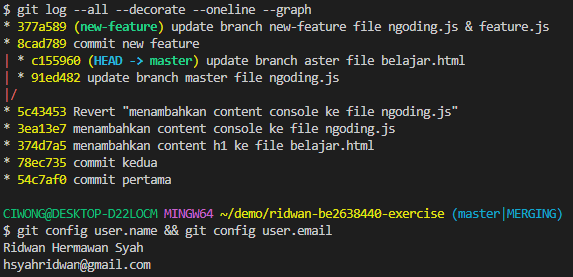 $ git log --all --decorate --oneline --graph
* 377a589 (new-feature) update branch new-feature file ngoding.js & feature.js
* 8cad789 commit new feature
| * c155960 (HEAD -> master) update branch aster file belajar.html
| * 91ed482 update branch master file ngoding.js
|/
* 5c43453 Revert "menambahkan content console ke file ngoding.js"
* 3ea13e7 menambahkan content console ke file ngoding.js
* 374d7a5 menambahkan content h1 ke file belajar.html
* 78ec735 commit kedua
* 54c7af0 commit pertama
CIWONG@DESKTOP-D22LOCM MINGW64 ~/demo/ridwan-be2638440-exercise (master|MERGING)
$ git config user.name && git config user.email
Ridwan Hermawan Syah
hsyahridwan@gmail.com